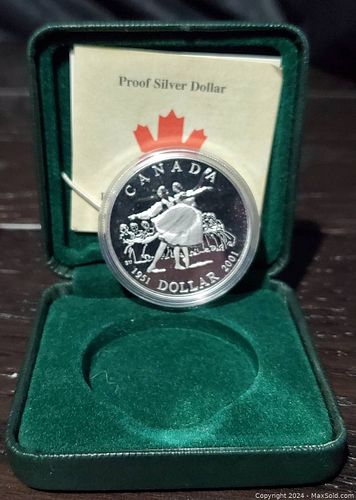 Proof Silver Dollar
CANADA
1951 DOLLAR 2001
Copyright © 2024 - MaxSold.com